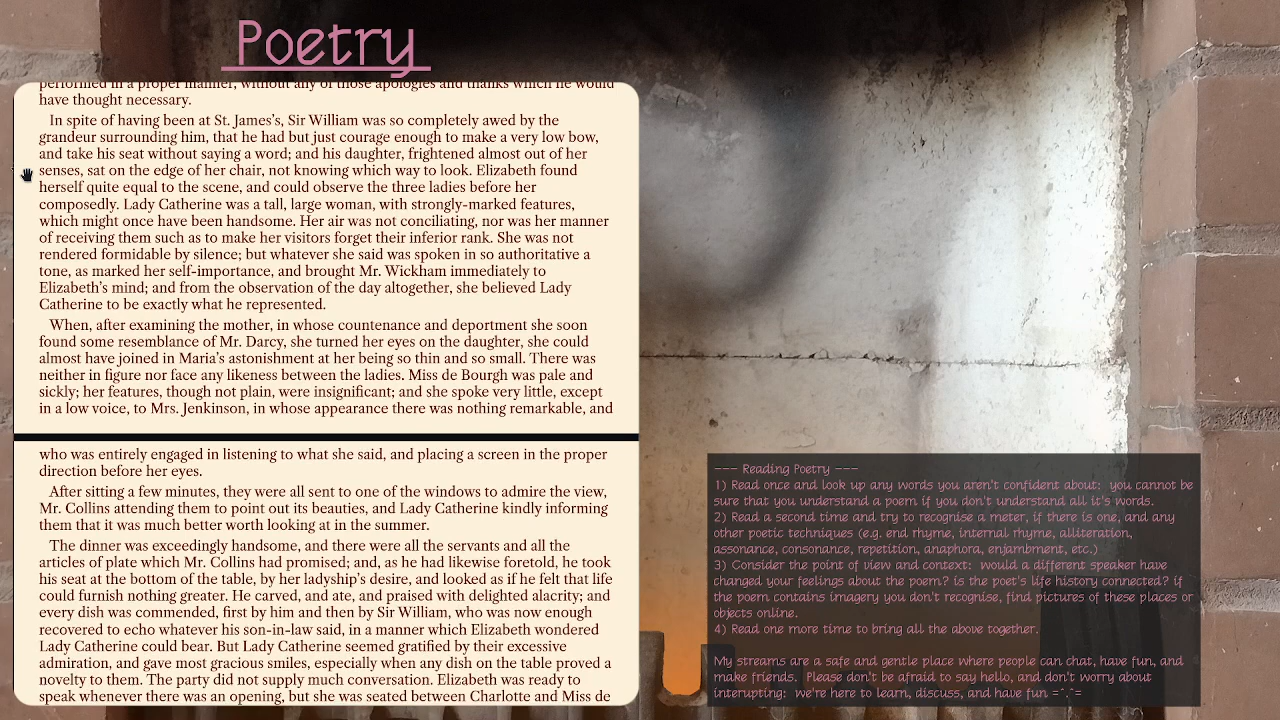 Poetry
performed in a proper manner, without any of those apologies and thanks which he would
have thought necessary.
In spite of having been at St. James's, Sir William was so completely awed by the
grandeur surrounding him, that he had but just courage enough to make a very low bow,
and take his seat without saying a word; and his daughter, frightened almost out of her
senses, sat on the edge of her chair, not knowing which way to look. Elizabeth found
herself quite equal to the scene, and could observe the three ladies before her
composedly. Lady Catherine was a tall, large woman, with strongly-marked features,
which might once have been handsome. Her air was not conciliating, nor was her manner
of receiving them such as to make her visitors forget their inferior rank. She was not
rendered formidable by silence; but whatever she said was spoken in so authoritative a
tone, as marked her self-importance, and brought Mr. Wickham immediately to
Elizabeth's mind; and from the observation of the day altogether, she believed Lady
Catherine to be exactly what he represented.
When, after examining the mother, in whose countenance and deportment she soon
found some resemblance of Mr. Darcy, she turned her eyes on the daughter, she could
almost have joined in Maria's astonishment at her being so thin and so small. There was
neither in figure nor face any likeness between the ladies. Miss de Bourgh was pale and
sickly; her features, though not plain, were insignificant; and she spoke very little, except
in a low voice, to Mrs. Jenkinson, in whose appearance there was nothing remarkable, and
who was entirely engaged in listening to what she said, and placing a screen in the proper
direction before her eyes.
After sitting a few minutes, they were all sent to one of the windows to admire the view,
Mr. Collins attending them to point out its beauties, and Lady Catherine kindly informing
them that it was much better worth looking at in the summer.
The dinner was exceedingly handsome, and there were all the servants and all the
articles of plate which Mr. Collins had promised; and, as he had likewise foretold, he took
his seat at the bottom of the table, by her ladyship's desire, and looked as if he felt that life
could furnish nothing greater. He carved, and ate, and praised with delighted alacrity; and
every dish was commended, first by him and then by Sir William, who was now enough
recovered to echo whatever his son-in-law said, in a manner which Elizabeth wondered
Lady Catherine could bear. But Lady Catherine seemed gratified by their excessive
admiration, and gave most gracious smiles, especially when any dish on the table proved a
novelty to them. The party did not supply much conversation. Elizabeth was ready to
speak whenever there was an opening, but she was seated between Charlotte and Miss de
--- Reading Poetry ---
1) Read once and look up any words you aren't confident about: you cannot be
sure that you understand a poem if you don't understand all it's words.
2) Read a second time and try to recognise a meter, if there is one, and any
other poetic techniques (e.g. end rhyme, internal rhyme, alliteration,
assonance, consonance, repetition, anaphora, enjambment, etc.)
3) Consider the point of view and context: would a different speaker have
changed your feelings about the poem? is the poet's life history connected? if
the poem contains imagery you don't recognise, find pictures of these places or
objects online.
4) Read one more time to bring all the above together.
My streams are a safe and gentle place where people can chat, have fun, and
make friends. Please don't be afraid to say hello, and don't worry about
interupting: we're here to learn, discuss, and have fun =^.^=